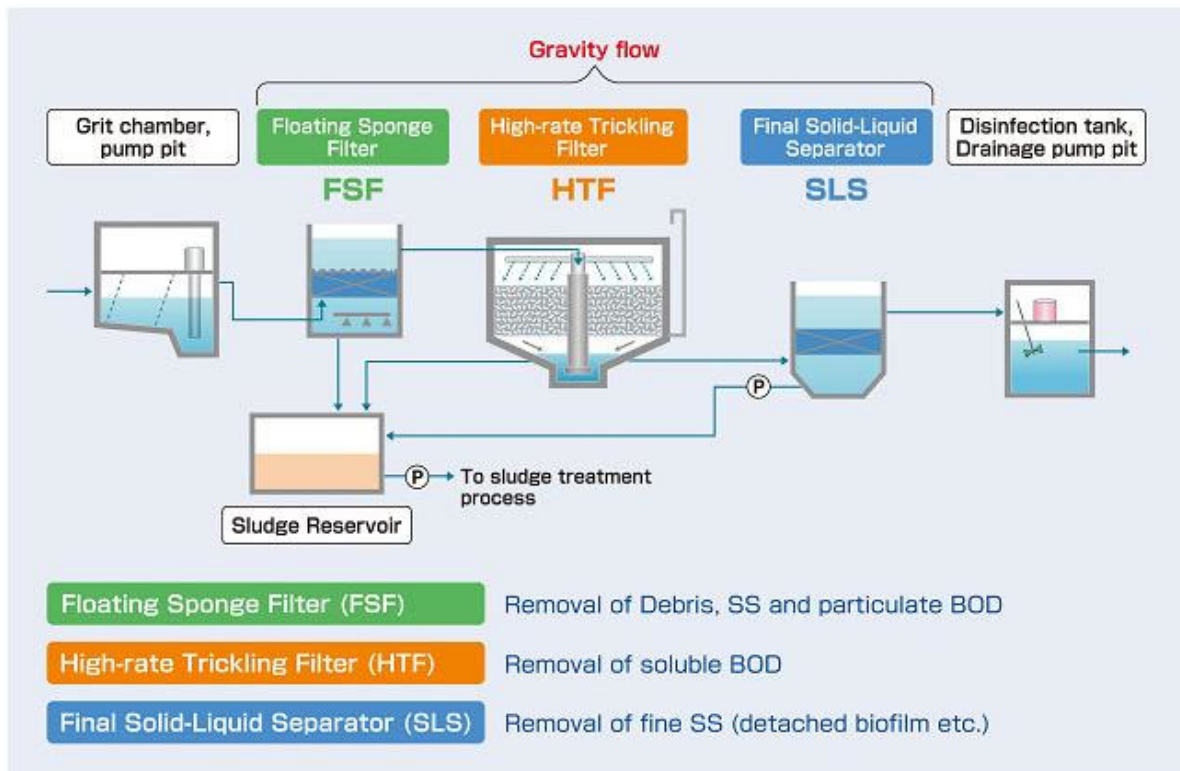 Gravity flow
Grit chamber,
pump pit
Floating Sponge
Filter
High-rate Trickling
Filter
Final Solid-Liquid
Separator
Disinfection tank,
Drainage pump pit
FSF
HTF
SLS
P
P
To sludge treatment
process
Sludge Reservoir
Floating Sponge Filter (FSF)
Removal of Debris, SS and particulate BOD
High-rate Trickling Filter (HTF)
Removal of soluble BOD
Final Solid-Liquid Separator (SLS)
Removal of fine SS (detached biofilm etc.)